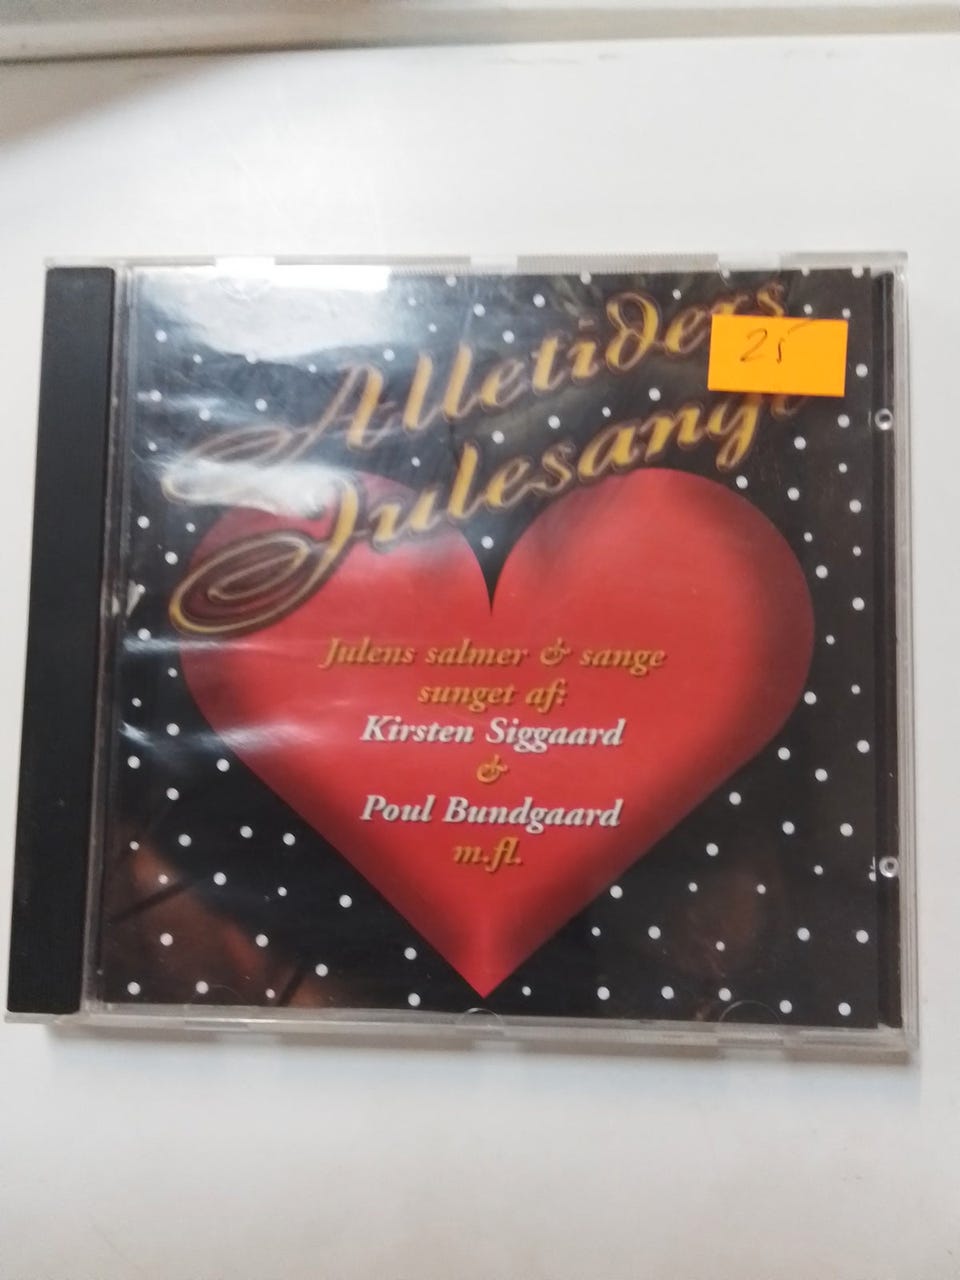 Alletiders
Julesange
25
Julens salmer & sange
sunget af:
Kirsten Siggaard
&
Poul Bundgaard
m.fl.